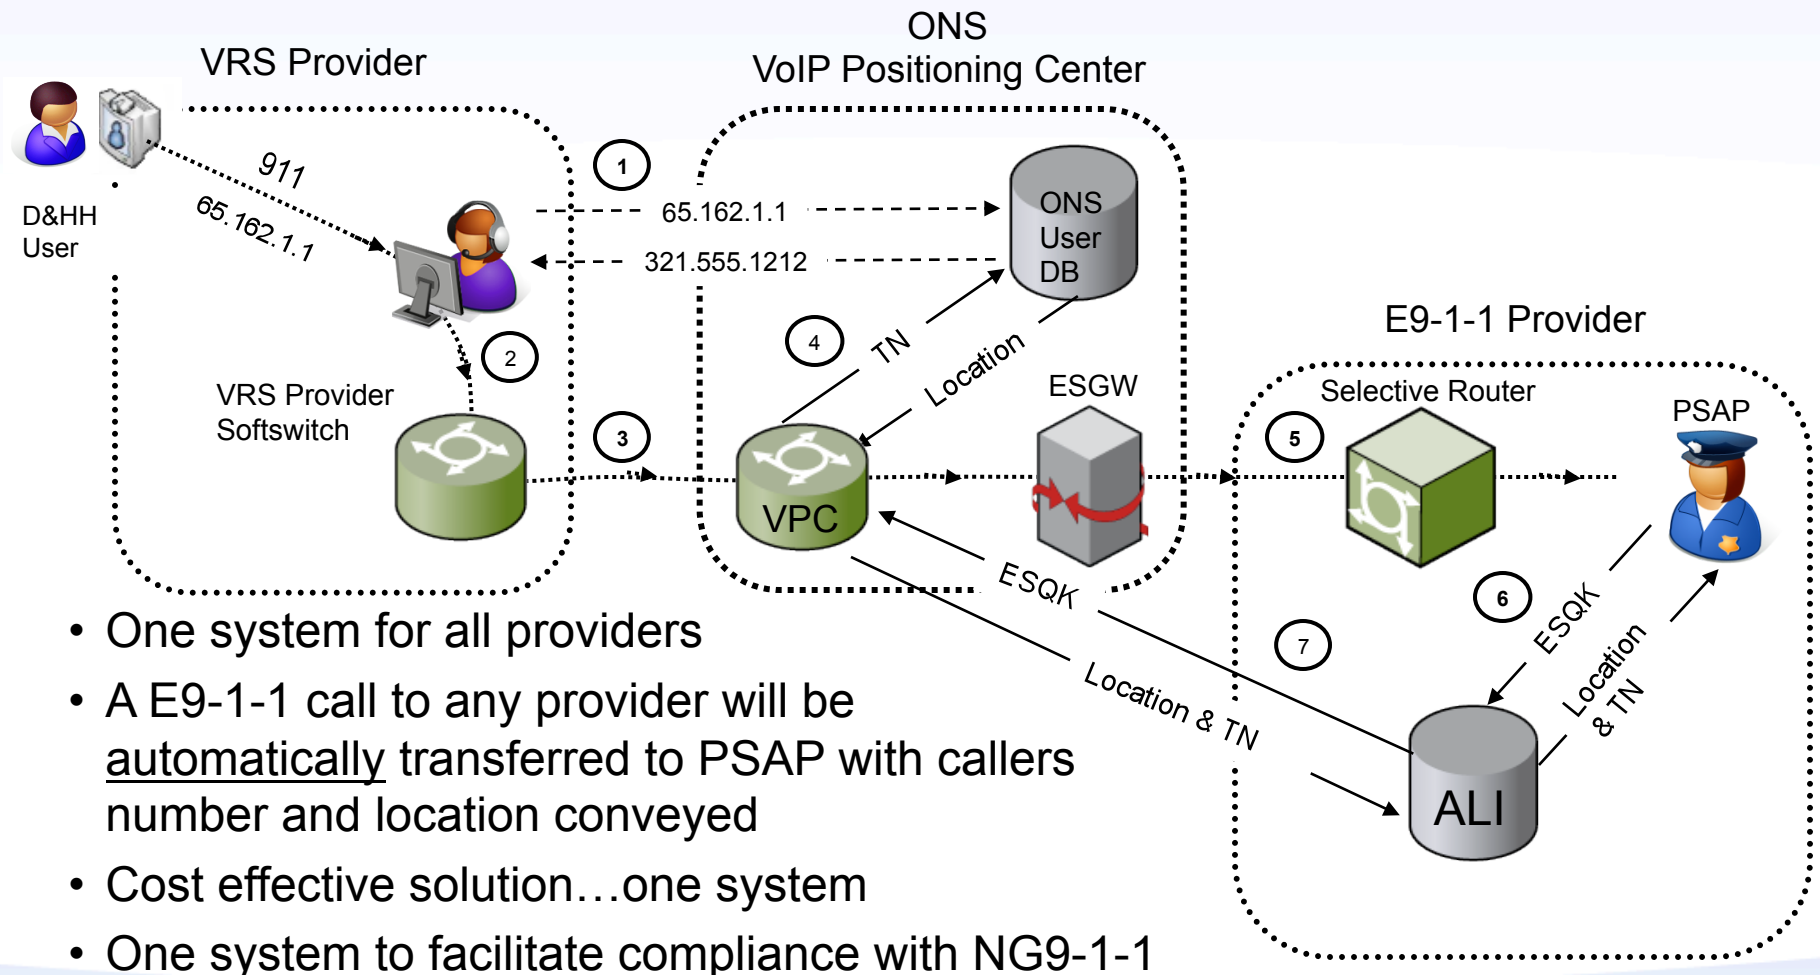 ONS
VoIP Positioning Center
VRS Provider
D&HH
User
911
65.162.1.1
1
65.162.1.1
321.555.1212
ONS
User
DB
2
VRS Provider
Softswitch
3
4
TN
Location
VPC
ESGW
E9-1-1 Provider
5
Selective Router
PSAP
6
ESQK
Location
& TN
7
ESQK
Location & TN
ALI
• One system for all providers
• A E9-1-1 call to any provider will be
automatically transferred to PSAP with callers
number and location conveyed
• Cost effective solution…one system
• One system to facilitate compliance with NG9-1-1